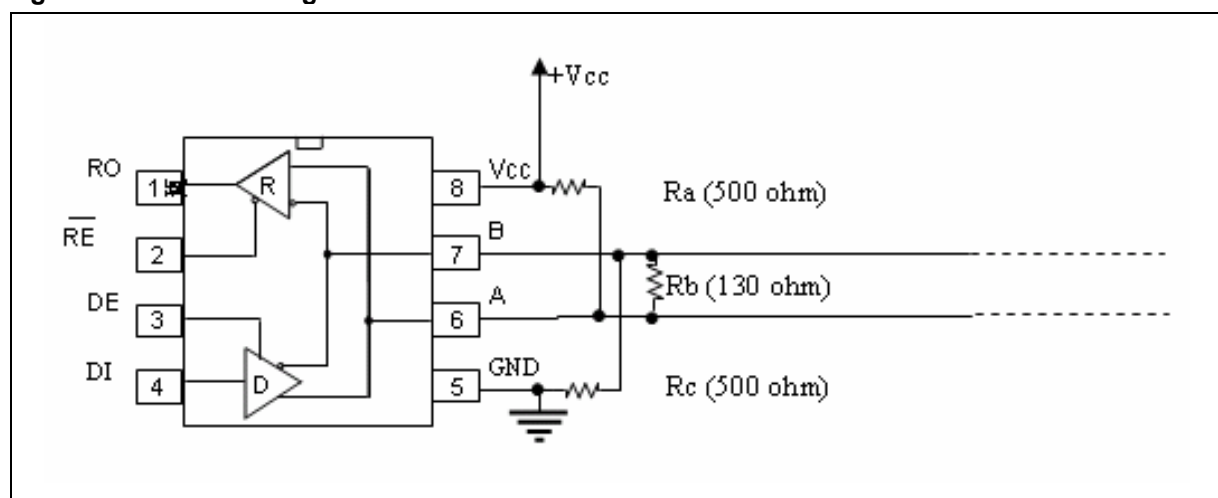 +Vcc
RO
1
R
8
Vcc
Ra (500 ohm)
RE
2
7
B
DE
3
6
A
Rb (130 ohm)
DI
4
D
5
GND
Rc (500 ohm)